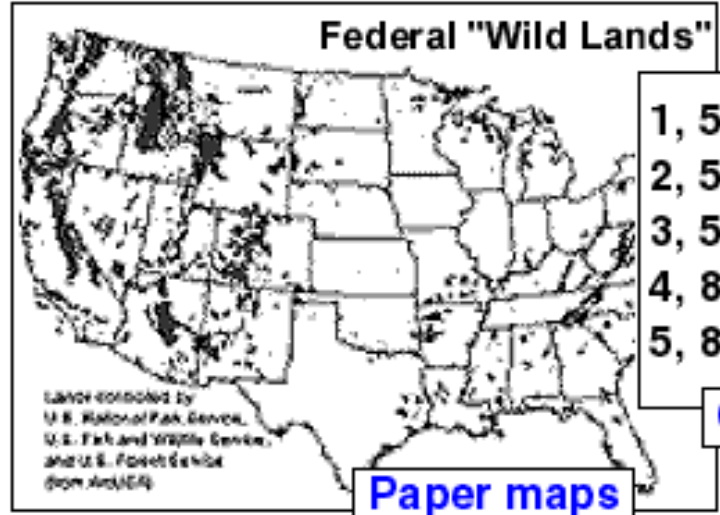 Federal "Wild Lands"
1, 5
2, 5
3, 5
4, 8
5, 8
Lands controlled by
U.S. National Park Service,
U.S. Fish and Wildlife Service,
and U.S. Forest Service
(from
Paper maps